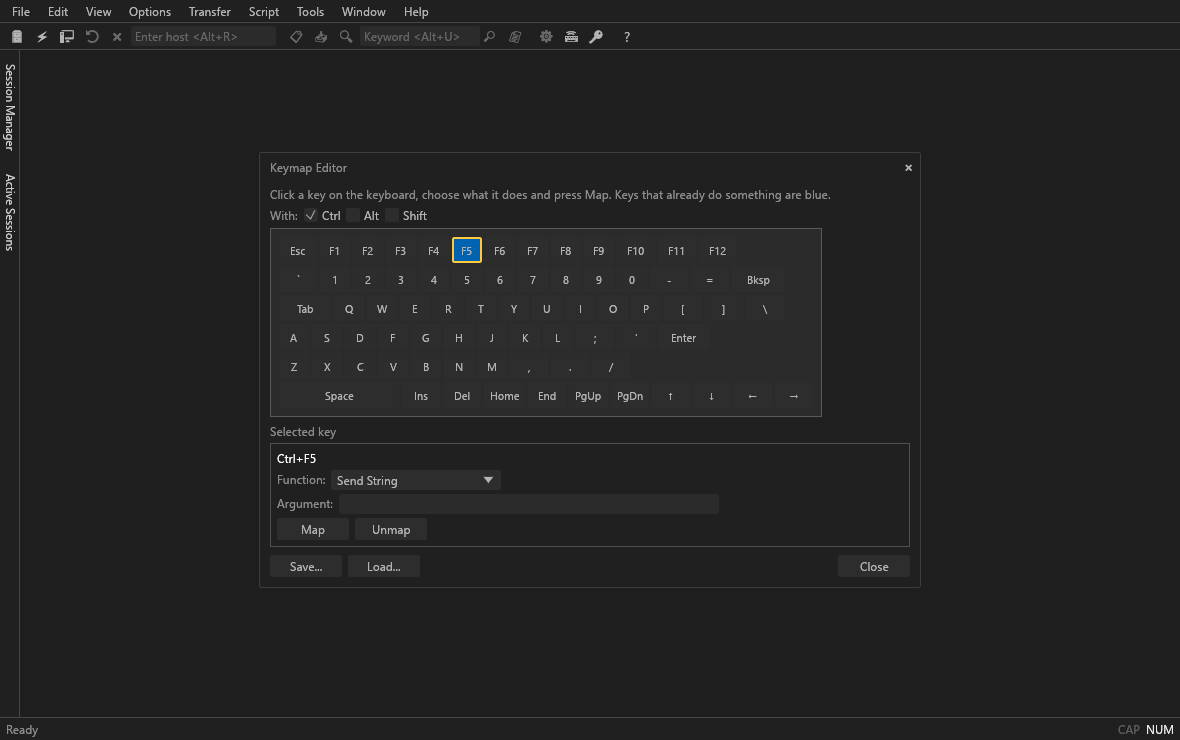 File Edit View Options Transfer Script Tools Window Help
Enter host <Alt+R> Keyword <Alt+U> ?
Session Manager
Active Sessions
Keymap Editor
Click a key on the keyboard, choose what it does and press Map. Keys that already do something are blue.
With: Ctrl Alt Shift
Esc F1 F2 F3 F4 F5 F6 F7 F8 F9 F10 F11 F12
` 1 2 3 4 5 6 7 8 9 0 - = Bksp
Tab Q W E R T Y U I O P [ ] \
A S D F G H J K L ; ' Enter
Z X C V B N M , . /
Space Ins Del Home End PgUp PgDn ↑ ↓ ← →
Selected key
Ctrl+F5
Function: Send String
Argument:
Map Unmap
Save... Load... Close
Ready CAP NUM